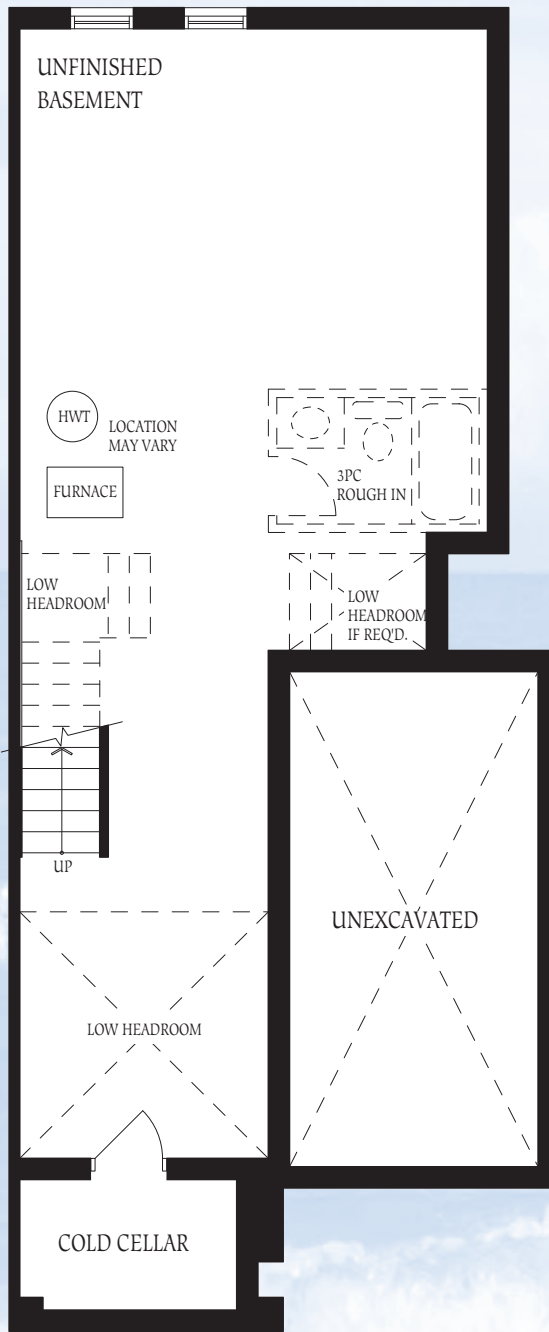 UNFINISHED
BASEMENT
HWT
LOCATION
MAY VARY
FURNACE
3PC
ROUGH IN
LOW
HEADROOM
LOW
HEADROOM
IF REQ'D.
UP
UNEXCAVATED
LOW HEADROOM
COLD CELLAR